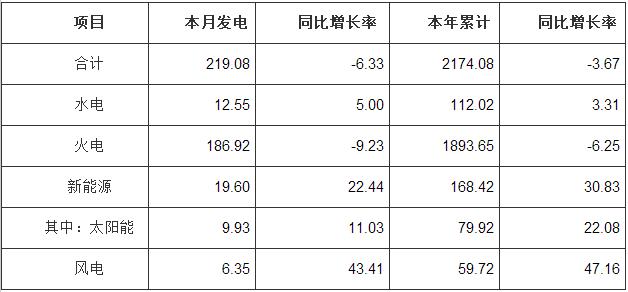 项目 本月发电 同比增长率 本年累计 同比增长率
合计 219.08 -6.33 2174.08 -3.67
水电 12.55 5.00 112.02 3.31
火电 186.92 -9.23 1893.65 -6.25
新能源 19.60 22.44 168.42 30.83
其中：太阳能 9.93 11.03 79.92 22.08
风电 6.35 43.41 59.72 47.16